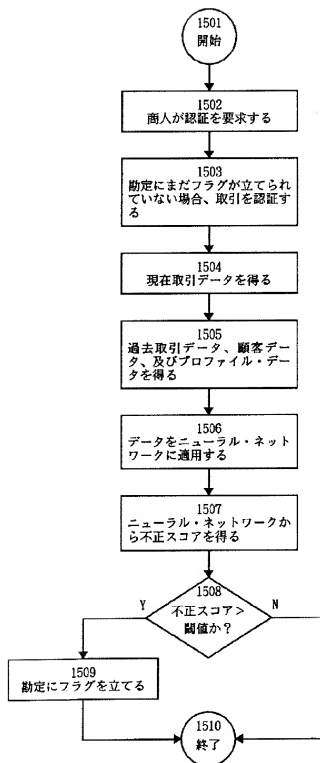 1501
開始
1502
商人が認証を要求する
1503
勘定にまだフラグが立てられ
ていない場合、取引を認証す
る
1504
現在取引データを得る
1505
過去取引データ、顧客デー
タ、及びプロファイル・デー
タを得る
1506
データをニューラル・ネット
ワークに適用する
1507
ニューラル・ネットワークか
ら不正スコアを得る
1508
Y
不正スコア>
N
閾値か?
1509
勘定にフラグを立てる
1510
終了